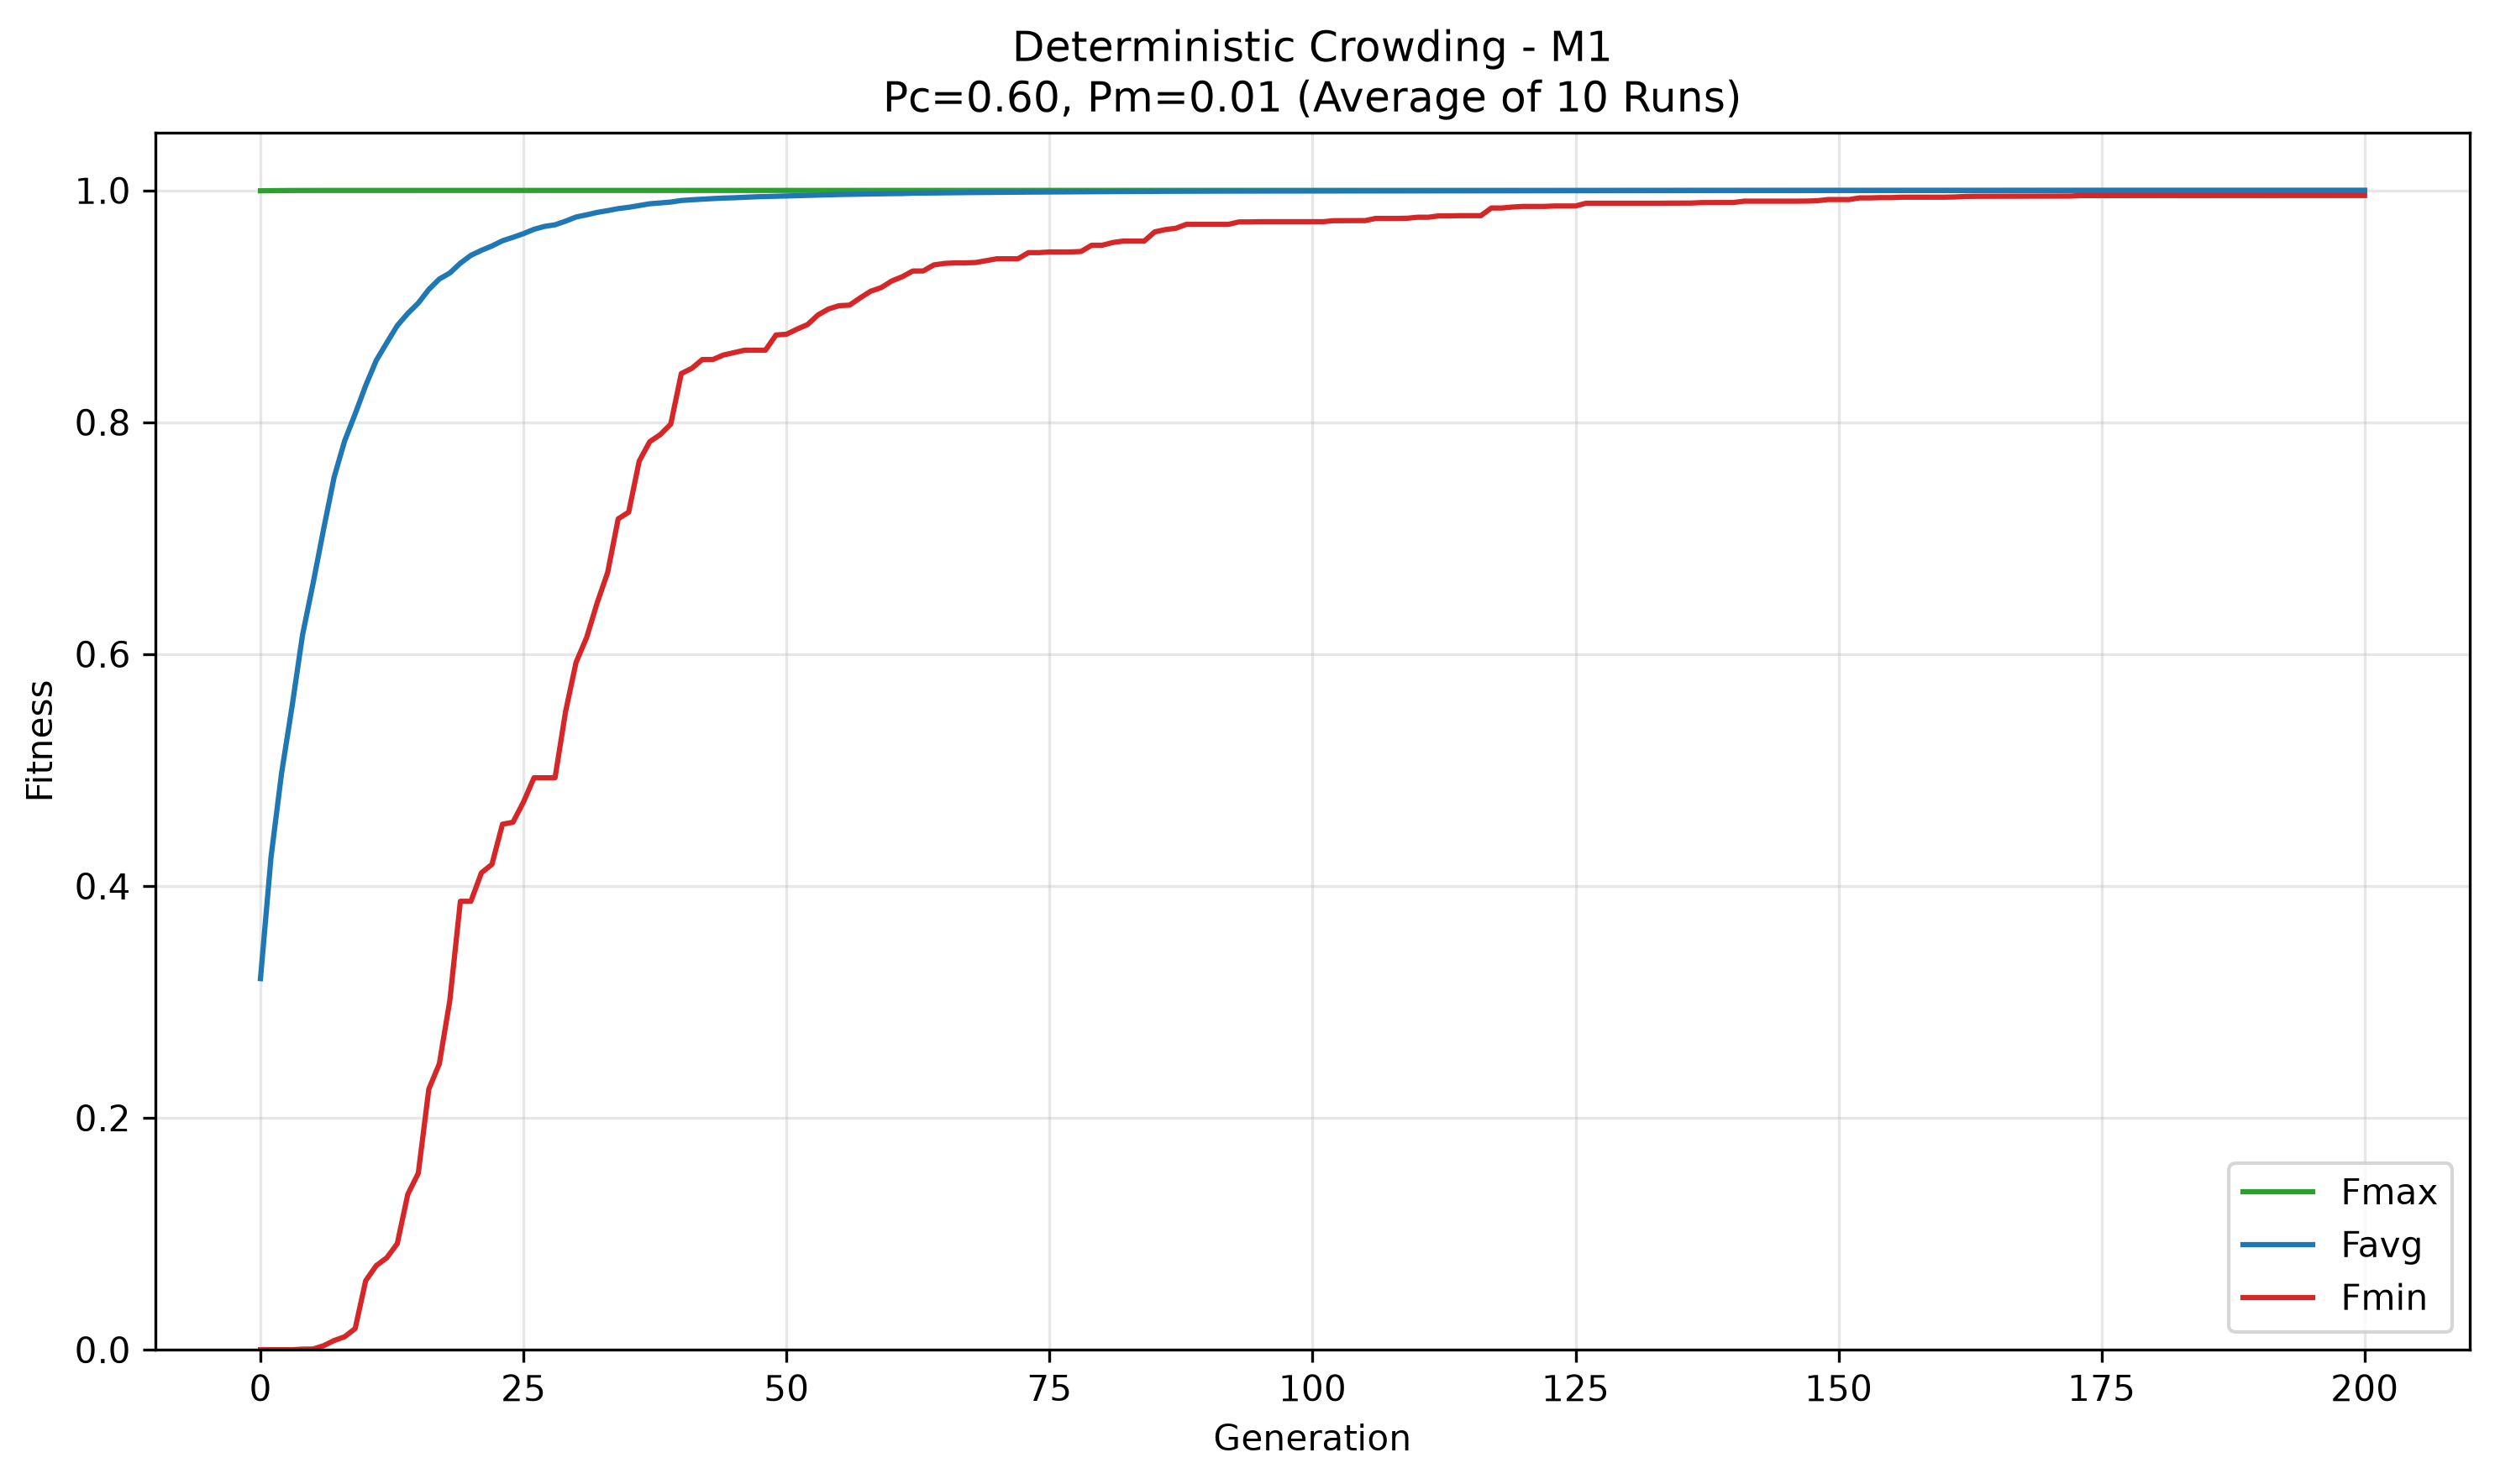 Deterministic Crowding - M1
Pc=0.60, Pm=0.01 (Average of 10 Runs)
Fitness
1.0
0.8
0.6
0.4
0.2
0.0
0
25
50
75
100
125
150
175
200
Generation
Fmax
Favg
Fmin